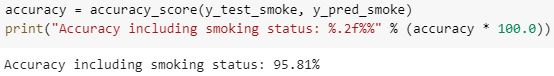 accuracy = accuracy_score(y_test_smoke, y_pred_smoke)
print("Accuracy including smoking status: %.2f%%" % (accuracy * 100.0))
Accuracy including smoking status: 95.81%